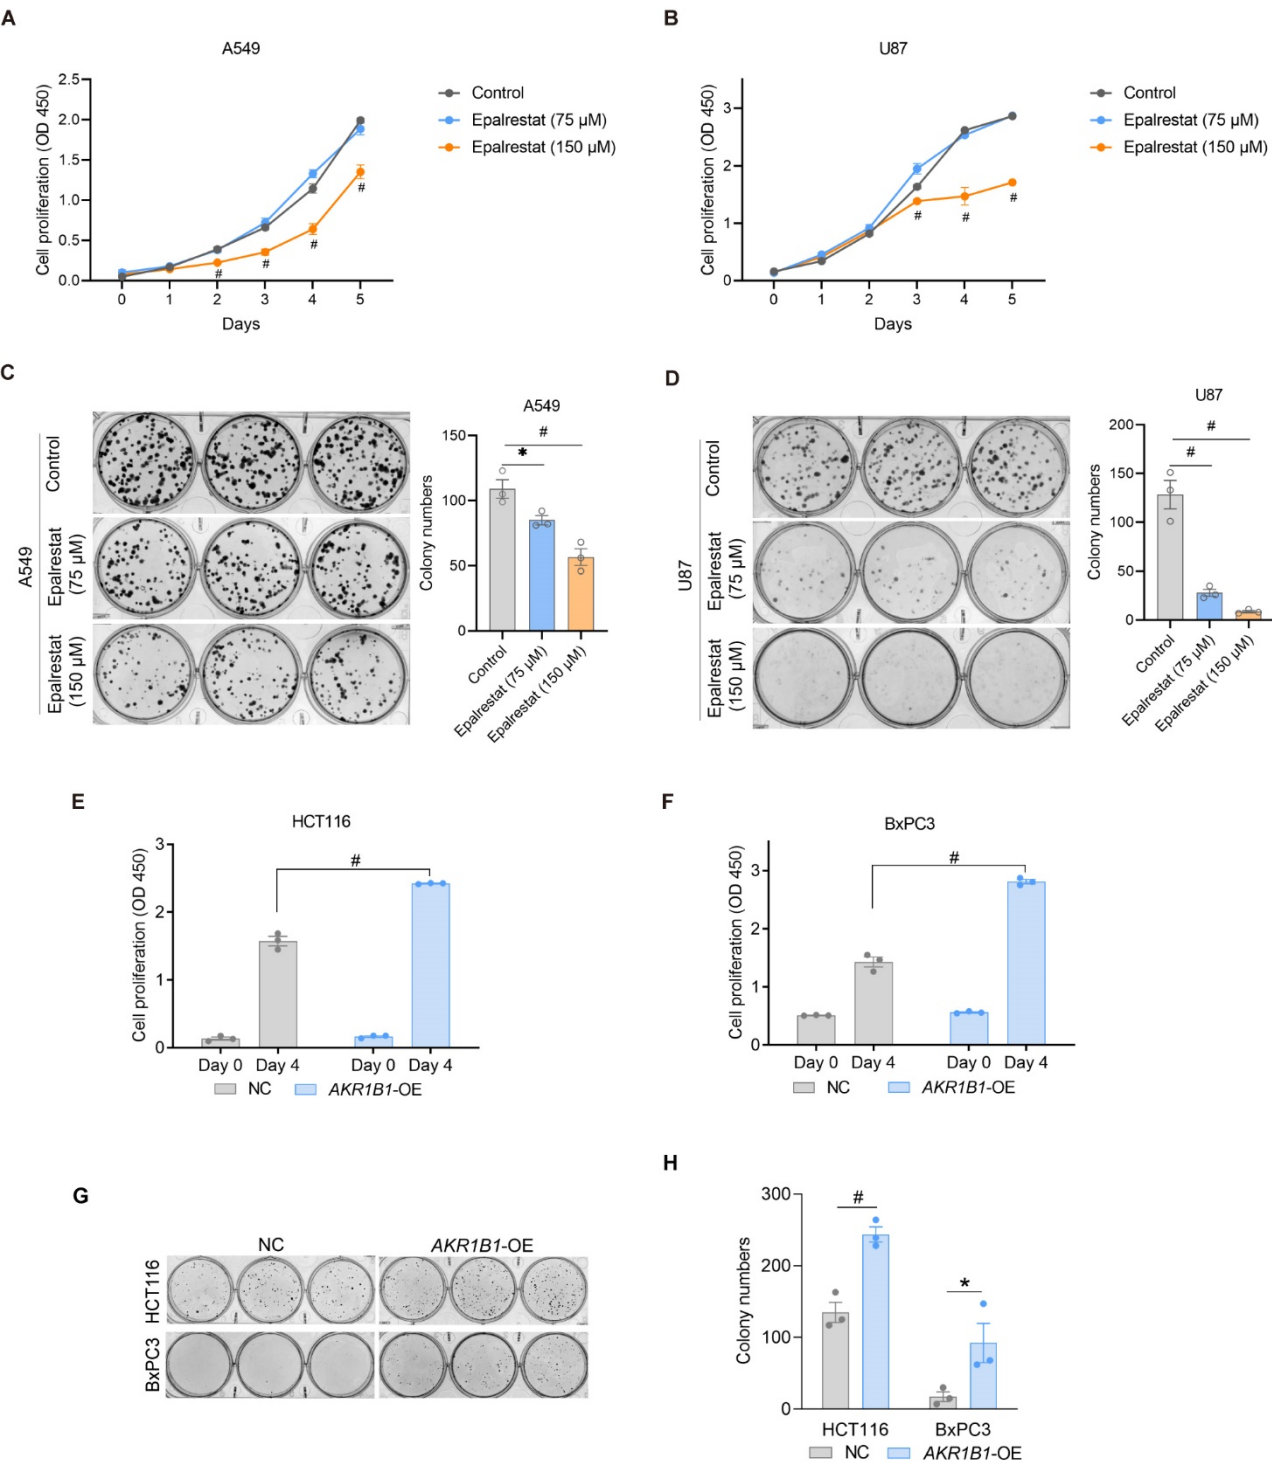 A
A549
Cell proliferation (OD 450)
2.5
2.0
1.5
1.0
0.5
0.0
#
#
#
#
0 1 2 3 4 5
Days
Control
Epalrestat (75 μM)
Epalrestat (150 μM)
B
U87
Cell proliferation (OD 450)
3
2
1
0
#
#
#
0 1 2 3 4 5
Days
Control
Epalrestat (75 μM)
Epalrestat (150 μM)
C
A549
Control
Epalrestat
(75 μM)
Epalrestat
(150 μM)
A549
Colony numbers
150
100
50
0
#
*
Control
Epalrestat (75 μM)
Epalrestat (150 μM)
D
U87
Control
Epalrestat
(75 μM)
Epalrestat
(150 μM)
U87
Colony numbers
200
150
100
50
0
#
#
Control
Epalrestat (75 μM)
Epalrestat (150 μM)
E
HCT116
Cell proliferation (OD 450)
3
2
1
0
#
Day 0 Day 4 Day 0 Day 4
NC AKR1B1-OE
F
BxPC3
Cell proliferation (OD 450)
3
2
1
0
#
Day 0 Day 4 Day 0 Day 4
NC AKR1B1-OE
G
NC AKR1B1-OE
HCT116
BxPC3
H
Colony numbers
300
200
100
0
#
*
HCT116 BxPC3
NC AKR1B1-OE